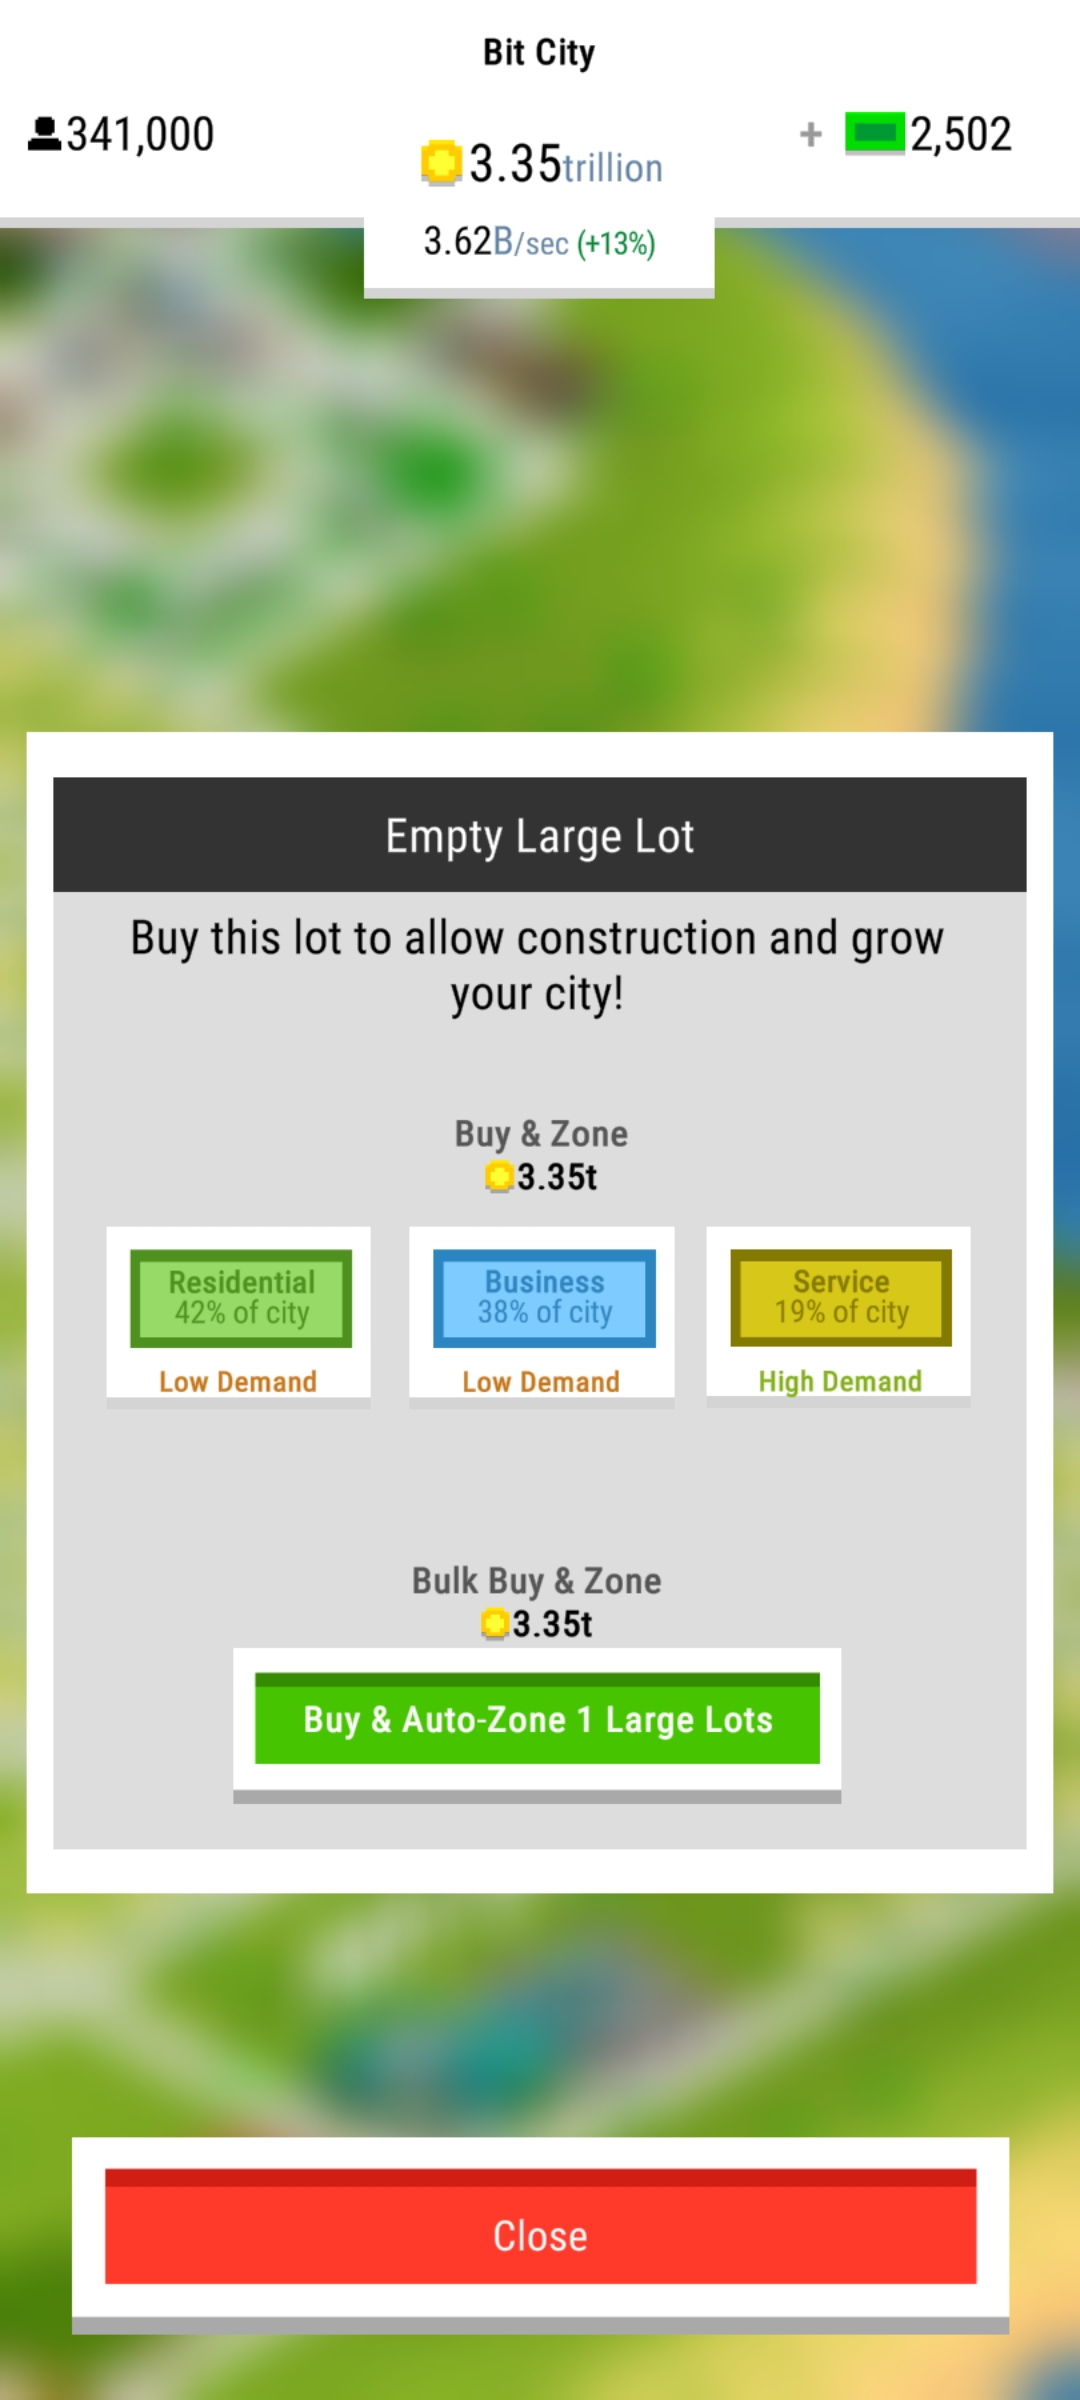 Bit City
341,000
+ 2,502
3.35trillion
3.62B/sec (+13%)
Empty Large Lot
Buy this lot to allow construction and grow
your city!
Buy & Zone
3.35t
Residential
42% of city
Low Demand
Business
38% of city
Low Demand
Service
19% of city
High Demand
Bulk Buy & Zone
3.35t
Buy & Auto-Zone 1 Large Lots
Close